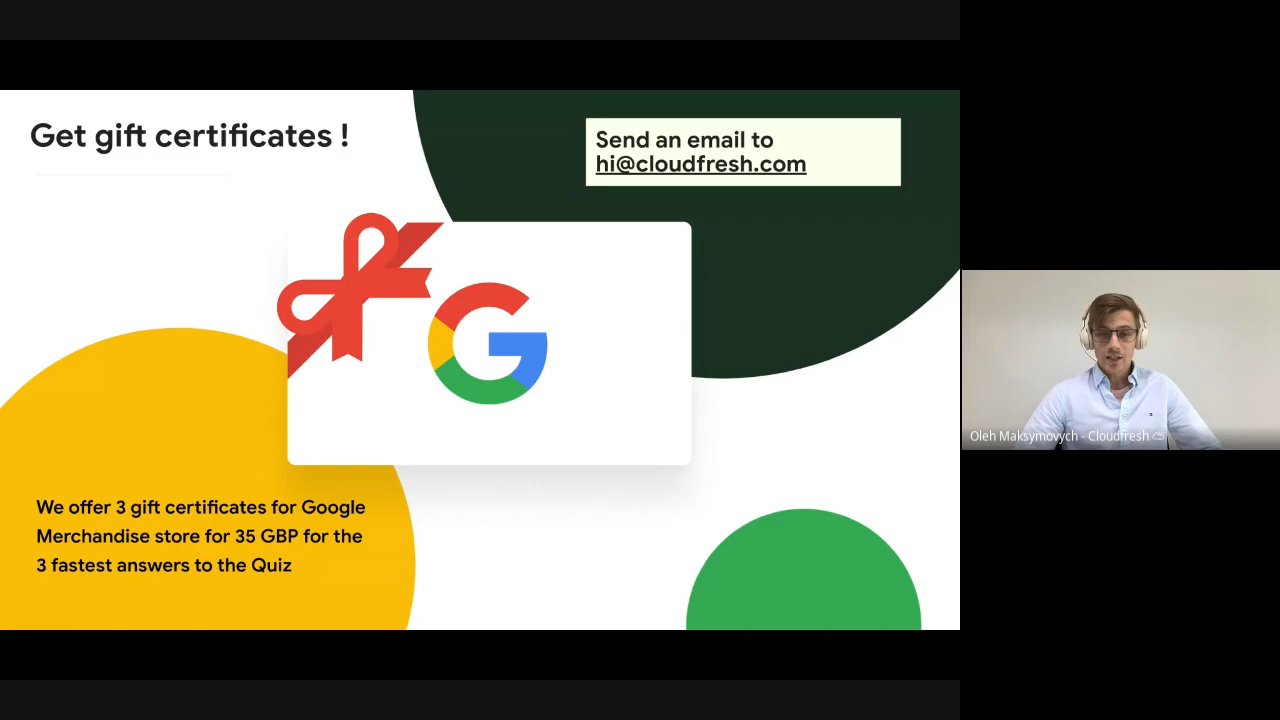 Get gift certificates !
Send an email to
hi@cloudfresh.com
We offer 3 gift certificates for Google
Merchandise store for 35 GBP for the
3 fastest answers to the Quiz
Oleh Maksymovych - Cloudfresh